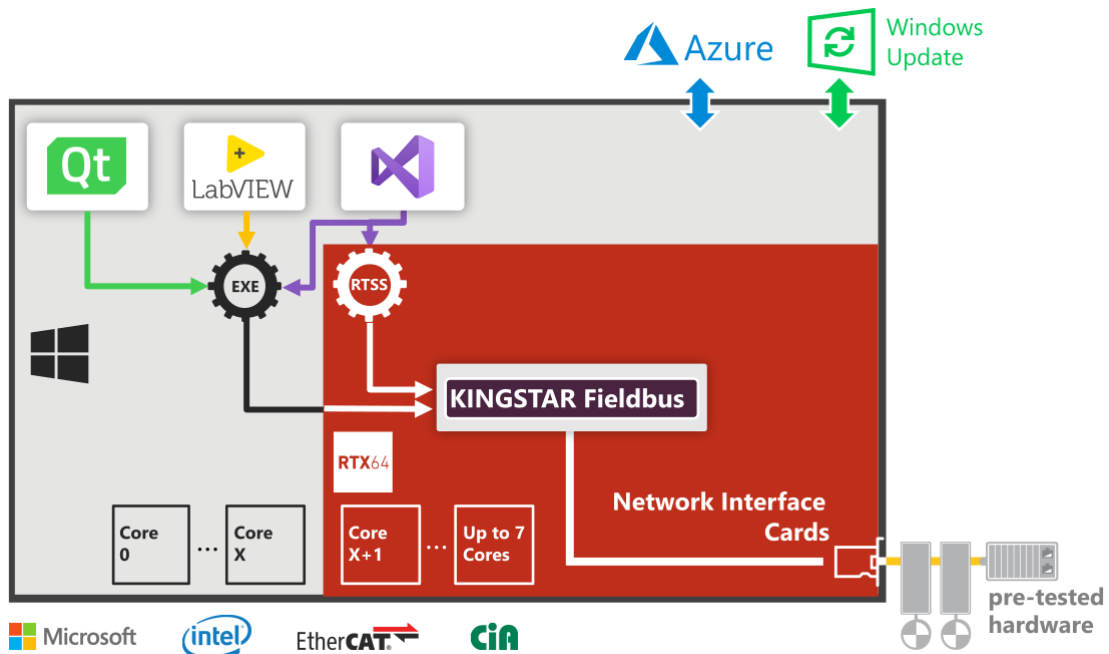 Azure
Windows
Update
Qt
LabVIEW
EXE
RTSS
KINGSTAR Fieldbus
RTX64
Network Interface
Cards
Core
0
...
Core
X
Core
X+1
...
Up to 7
Cores
pre-tested
hardware
Microsoft
intel
EtherCAT®
CiA